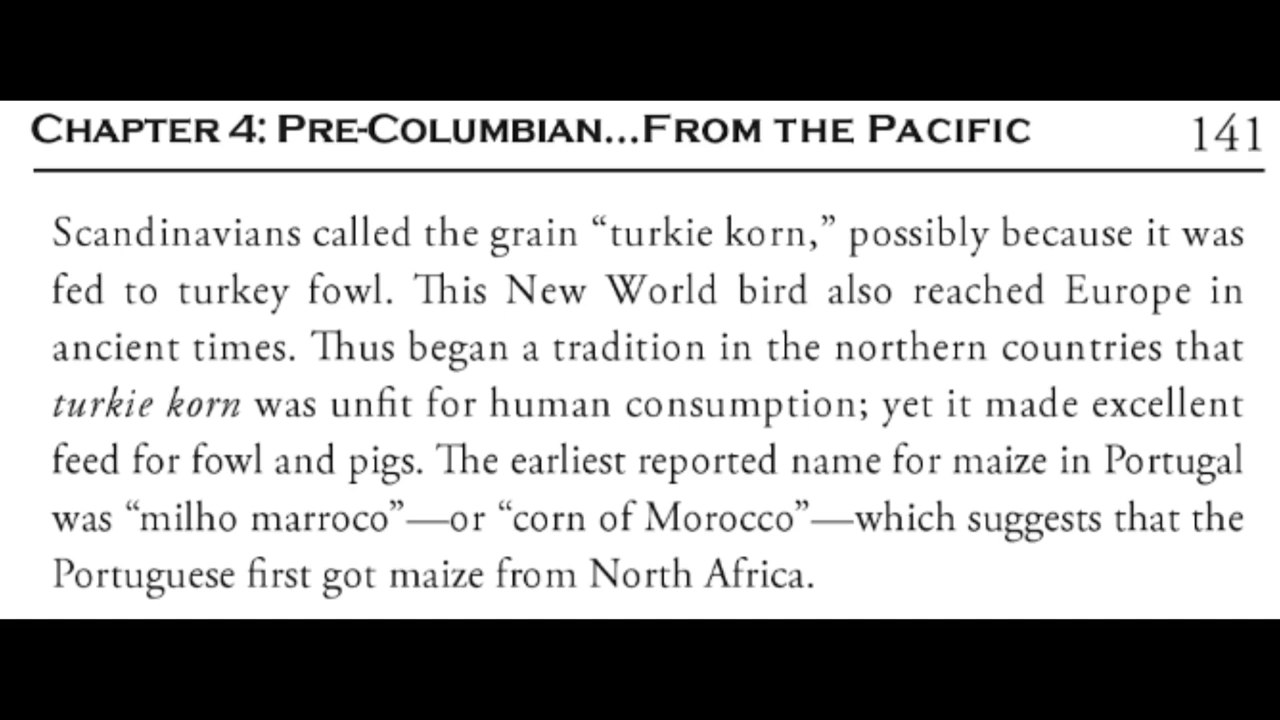 CHAPTER 4: PRE-COLUMBIAN...FROM THE PACIFIC 141
Scandinavians called the grain “turkie korn,” possibly because it was
fed to turkey fowl. This New World bird also reached Europe in
ancient times. Thus began a tradition in the northern countries that
turkie korn was unfit for human consumption; yet it made excellent
feed for fowl and pigs. The earliest reported name for maize in Portugal
was “milho marroco”—or “corn of Morocco”—which suggests that the
Portuguese first got maize from North Africa.